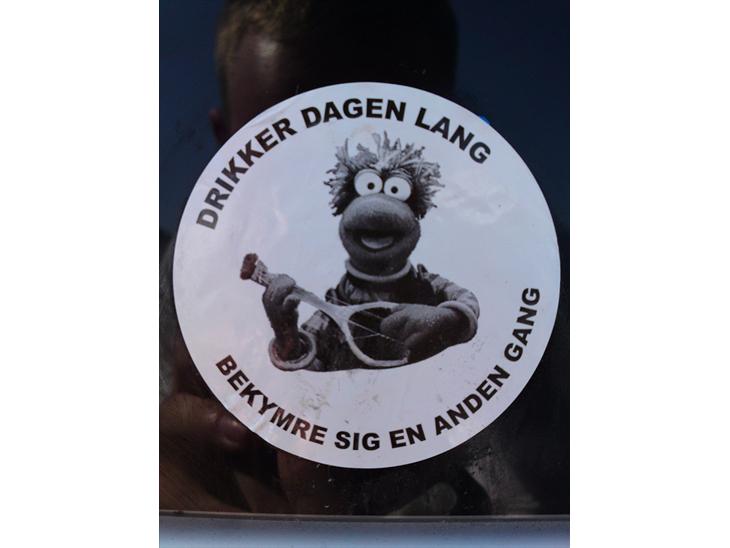 DRIKKER DAGEN LANG
BEKYMRE SIG EN ANDEN GANG